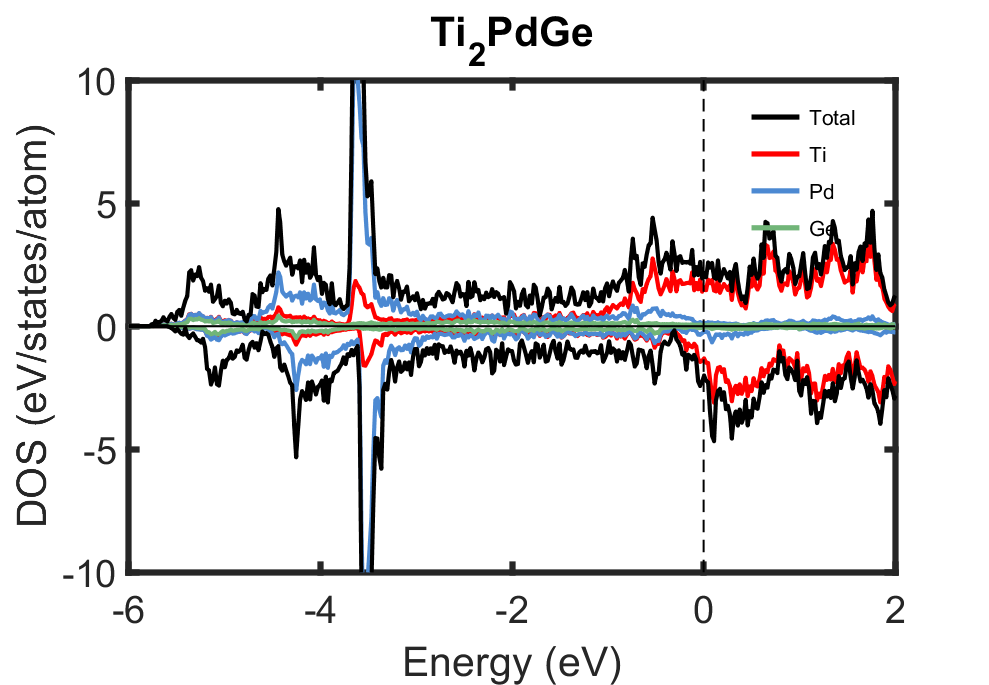 Ti₂PdGe
DOS (eV/states/atom)
10
5
0
-5
-10
Total
Ti
Pd
Ge
-6 -4 -2 0 2
Energy (eV)